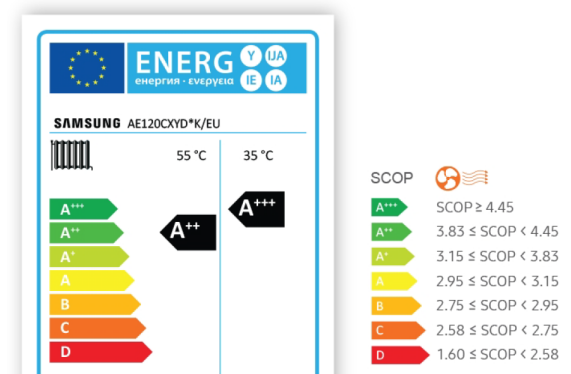 ENERG
енергия · ενεργεια
Y IJA
IE IA
SAMSUNG AE120CXYD*K/EU
55 °C 35 °C
A+++
A++
A+
A
B
C
D
A++
A+++
SCOP
A+++ SCOP ≥ 4.45
A++ 3.83 ≤ SCOP < 4.45
A+ 3.15 ≤ SCOP < 3.83
A 2.95 ≤ SCOP < 3.15
B 2.75 ≤ SCOP < 2.95
C 2.58 ≤ SCOP < 2.75
D 1.60 ≤ SCOP < 2.58